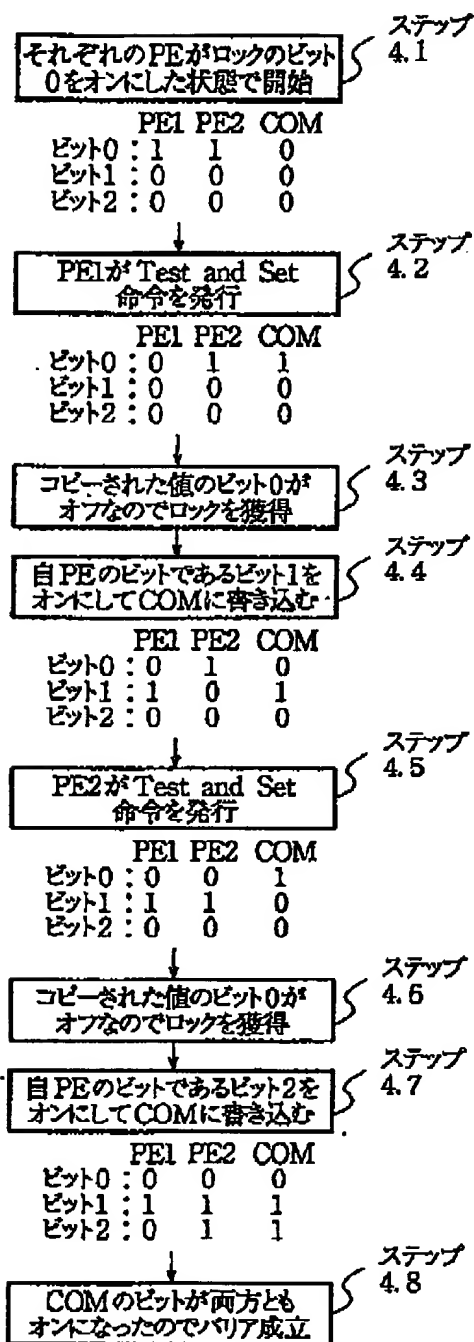 ステップ
4.1
それぞれのPEがロックのビット
0をオンにした状態で開始
PE1 PE2 COM
ビット0：1 1 0
ビット1：0 0 0
ビット2：0 0 0
ステップ
4.2
PE1が Test and Set
命令を発行
PE1 PE2 COM
ビット0：0 1 1
ビット1：0 0 0
ビット2：0 0 0
ステップ
4.3
コピーされた値のビット0が
オフなのでロックを獲得
ステップ
4.4
自PEのビットであるビット1を
オンにしてCOMに書き込む
PE1 PE2 COM
ビット0：0 1 0
ビット1：1 0 1
ビット2：0 0 0
ステップ
4.5
PE2が Test and Set
命令を発行
PE1 PE2 COM
ビット0：0 0 1
ビット1：1 1 0
ビット2：0 0 0
ステップ
4.6
コピーされた値のビット0が
オフなのでロックを獲得
ステップ
4.7
自PEのビットであるビット2を
オンにしてCOMに書き込む
PE1 PE2 COM
ビット0：0 0 0
ビット1：1 1 1
ビット2：0 1 1
ステップ
4.8
COMのビットが両方とも
オンになったのでバリア成立